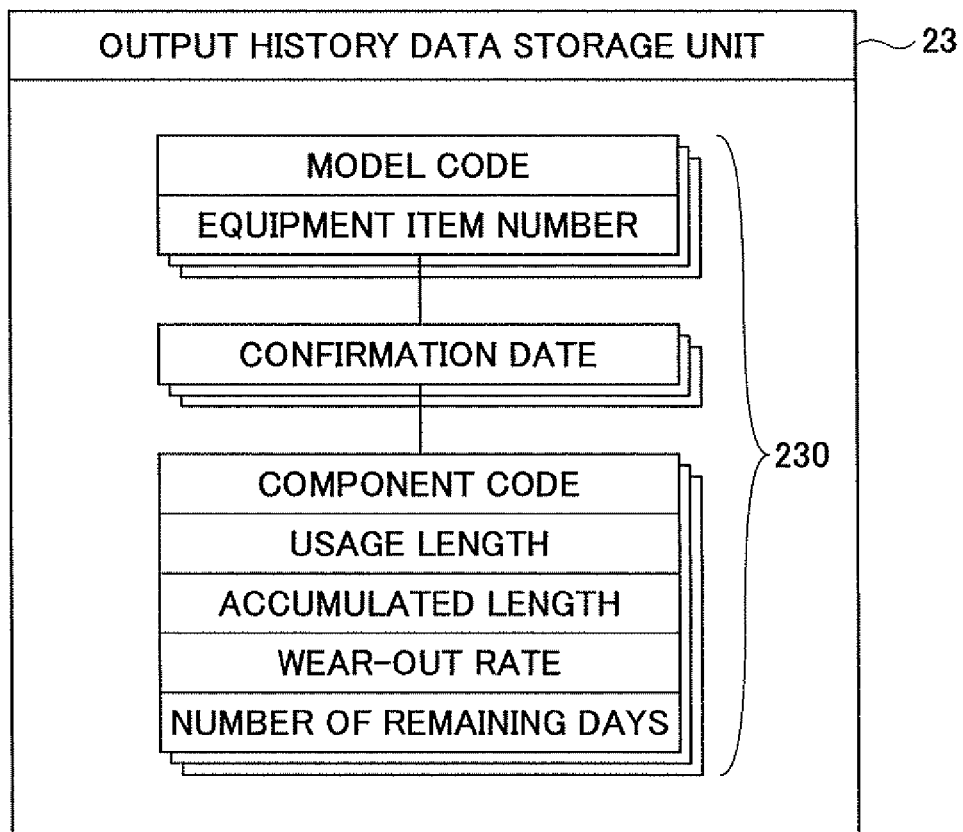 OUTPUT HISTORY DATA STORAGE UNIT
23
MODEL CODE
EQUIPMENT ITEM NUMBER
CONFIRMATION DATE
230
COMPONENT CODE
USAGE LENGTH
ACCUMULATED LENGTH
WEAR-OUT RATE
NUMBER OF REMAINING DAYS